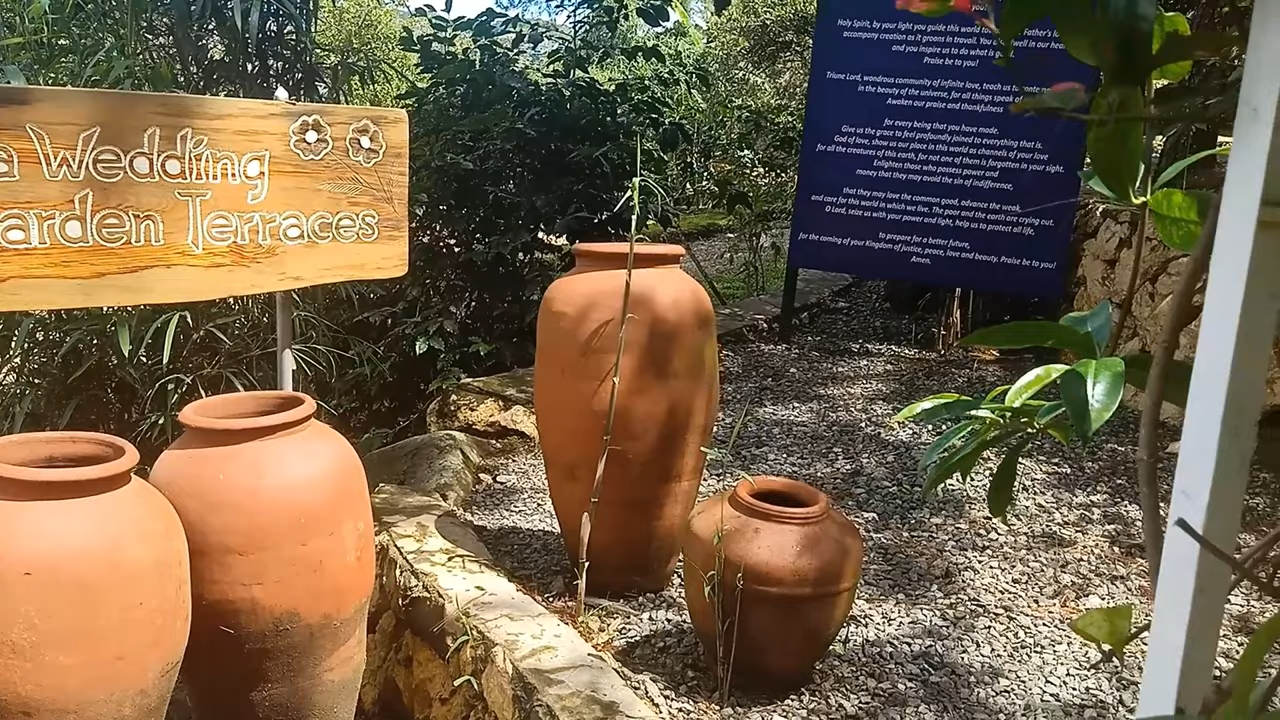 a Wedding
arden Terraces
you!
Holy Spirit, by your light you guide this world Father's
accompany creation as it groans in travail. You dwell in our
and you inspire us to do what is
Praise be to you!
Triune Lord, wondrous community of infinite love, teach us to
in the beauty of the universe, for all things speak of
Awaken our praise and thankfulness
for every being that you have made.
Give us the grace to feel profoundly joined to everything that is.
God of love, show us our place in this world as channels of your love
for all the creatures of this earth, for not one of them is forgotten in your sight.
Enlighten those who possess power and
money that they may avoid the sin of indifference,
that they may love the common good, advance the weak,
and care for this world in which we live. The poor and the earth are crying out.
O Lord, seize us with your power and light, help us to protect all life,
to prepare for a better future,
for the coming of your Kingdom of justice, peace, love and beauty. Praise be to you!
Amen.